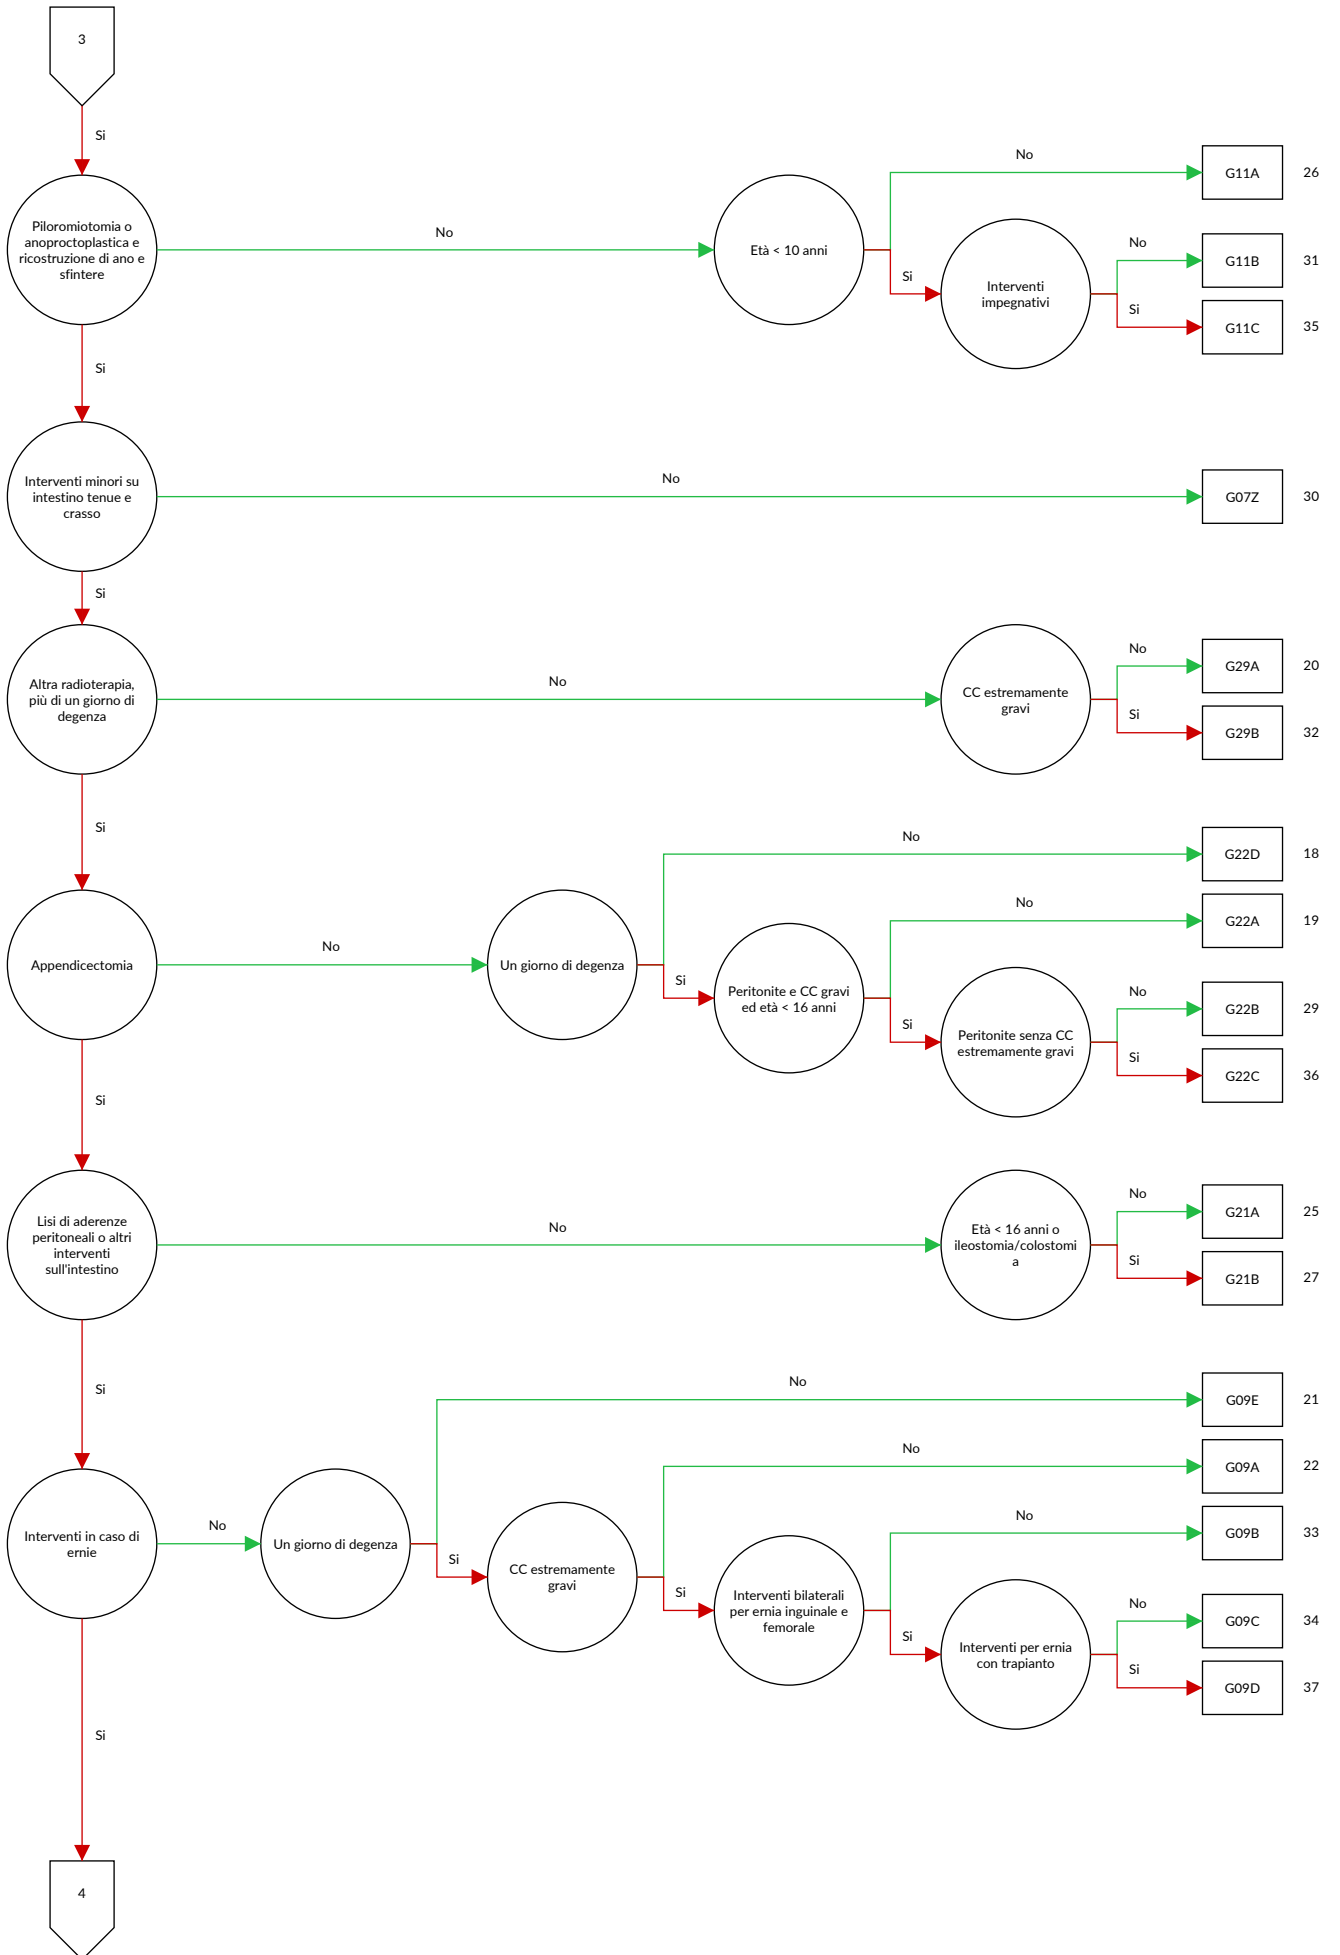 3
Si
Piloromiotomia o
anoproctoplastica e
ricostruzione di ano e
sfintere
No
Età < 10 anni
No
G11A
26
Si
Interventi
impegnativi
No
G11B
31
Si
G11C
35
Si
Interventi minori su
intestino tenue e
crasso
No
G07Z
30
Si
Altra radioterapia,
più di un giorno di
degenza
No
CC estremamente
gravi
No
G29A
20
Si
G29B
32
Si
Appendicectomia
No
Un giorno di degenza
No
G22D
18
Si
Peritonite e CC gravi
ed età < 16 anni
No
G22A
19
Si
Peritonite senza CC
estremamente gravi
No
G22B
29
Si
G22C
36
Si
Lisi di aderenze
peritoneali o altri
interventi
sull'intestino
No
Età < 16 anni o
ileostomia/colostomi
a
No
G21A
25
Si
G21B
27
Si
Interventi in caso di
ernie
No
Un giorno di degenza
No
G09E
21
Si
CC estremamente
gravi
No
G09A
22
Si
Interventi bilaterali
per ernia inguinale e
femorale
No
G09B
33
Si
Interventi per ernia
con trapianto
No
G09C
34
Si
G09D
37
Si
4